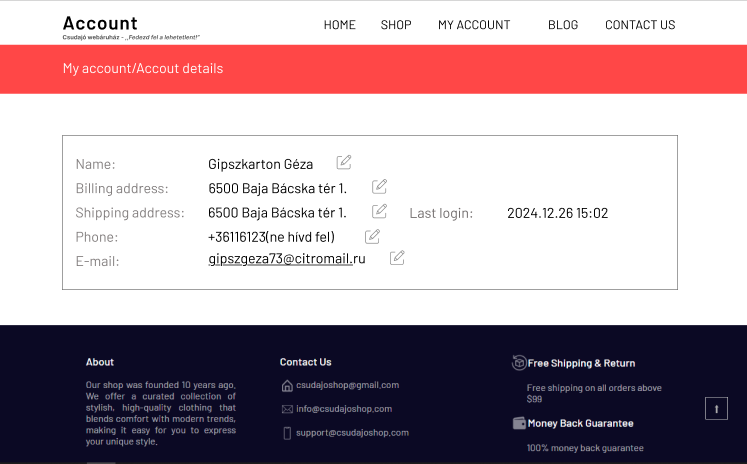 Account
Csudajó webáruház - „Fedezd fel a lehetetlent!”
HOME SHOP MY ACCOUNT BLOG CONTACT US
My account/Accout details
Name: Gipszkarton Géza
Billing address: 6500 Baja Bácska tér 1.
Shipping address: 6500 Baja Bácska tér 1. Last login: 2024.12.26 15:02
Phone: +36116123(ne hívd fel)
E-mail: gipszgeza73@citromail.ru
About
Our shop was founded 10 years ago.
We offer a curated collection of
stylish, high-quality clothing that
blends comfort with modern trends,
making it easy for you to express
your unique style.
Contact Us
csudajoshop@gmail.com
info@csudajoshop.com
support@csudajoshop.com
Free Shipping & Return
Free shipping on all orders above
$99
Money Back Guarantee
100% money back guarantee